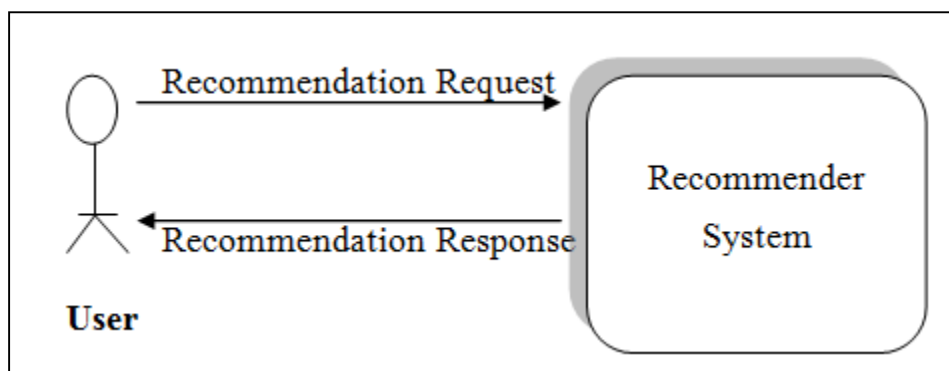 Recommendation Request
Recommender
System
Recommendation Response
User